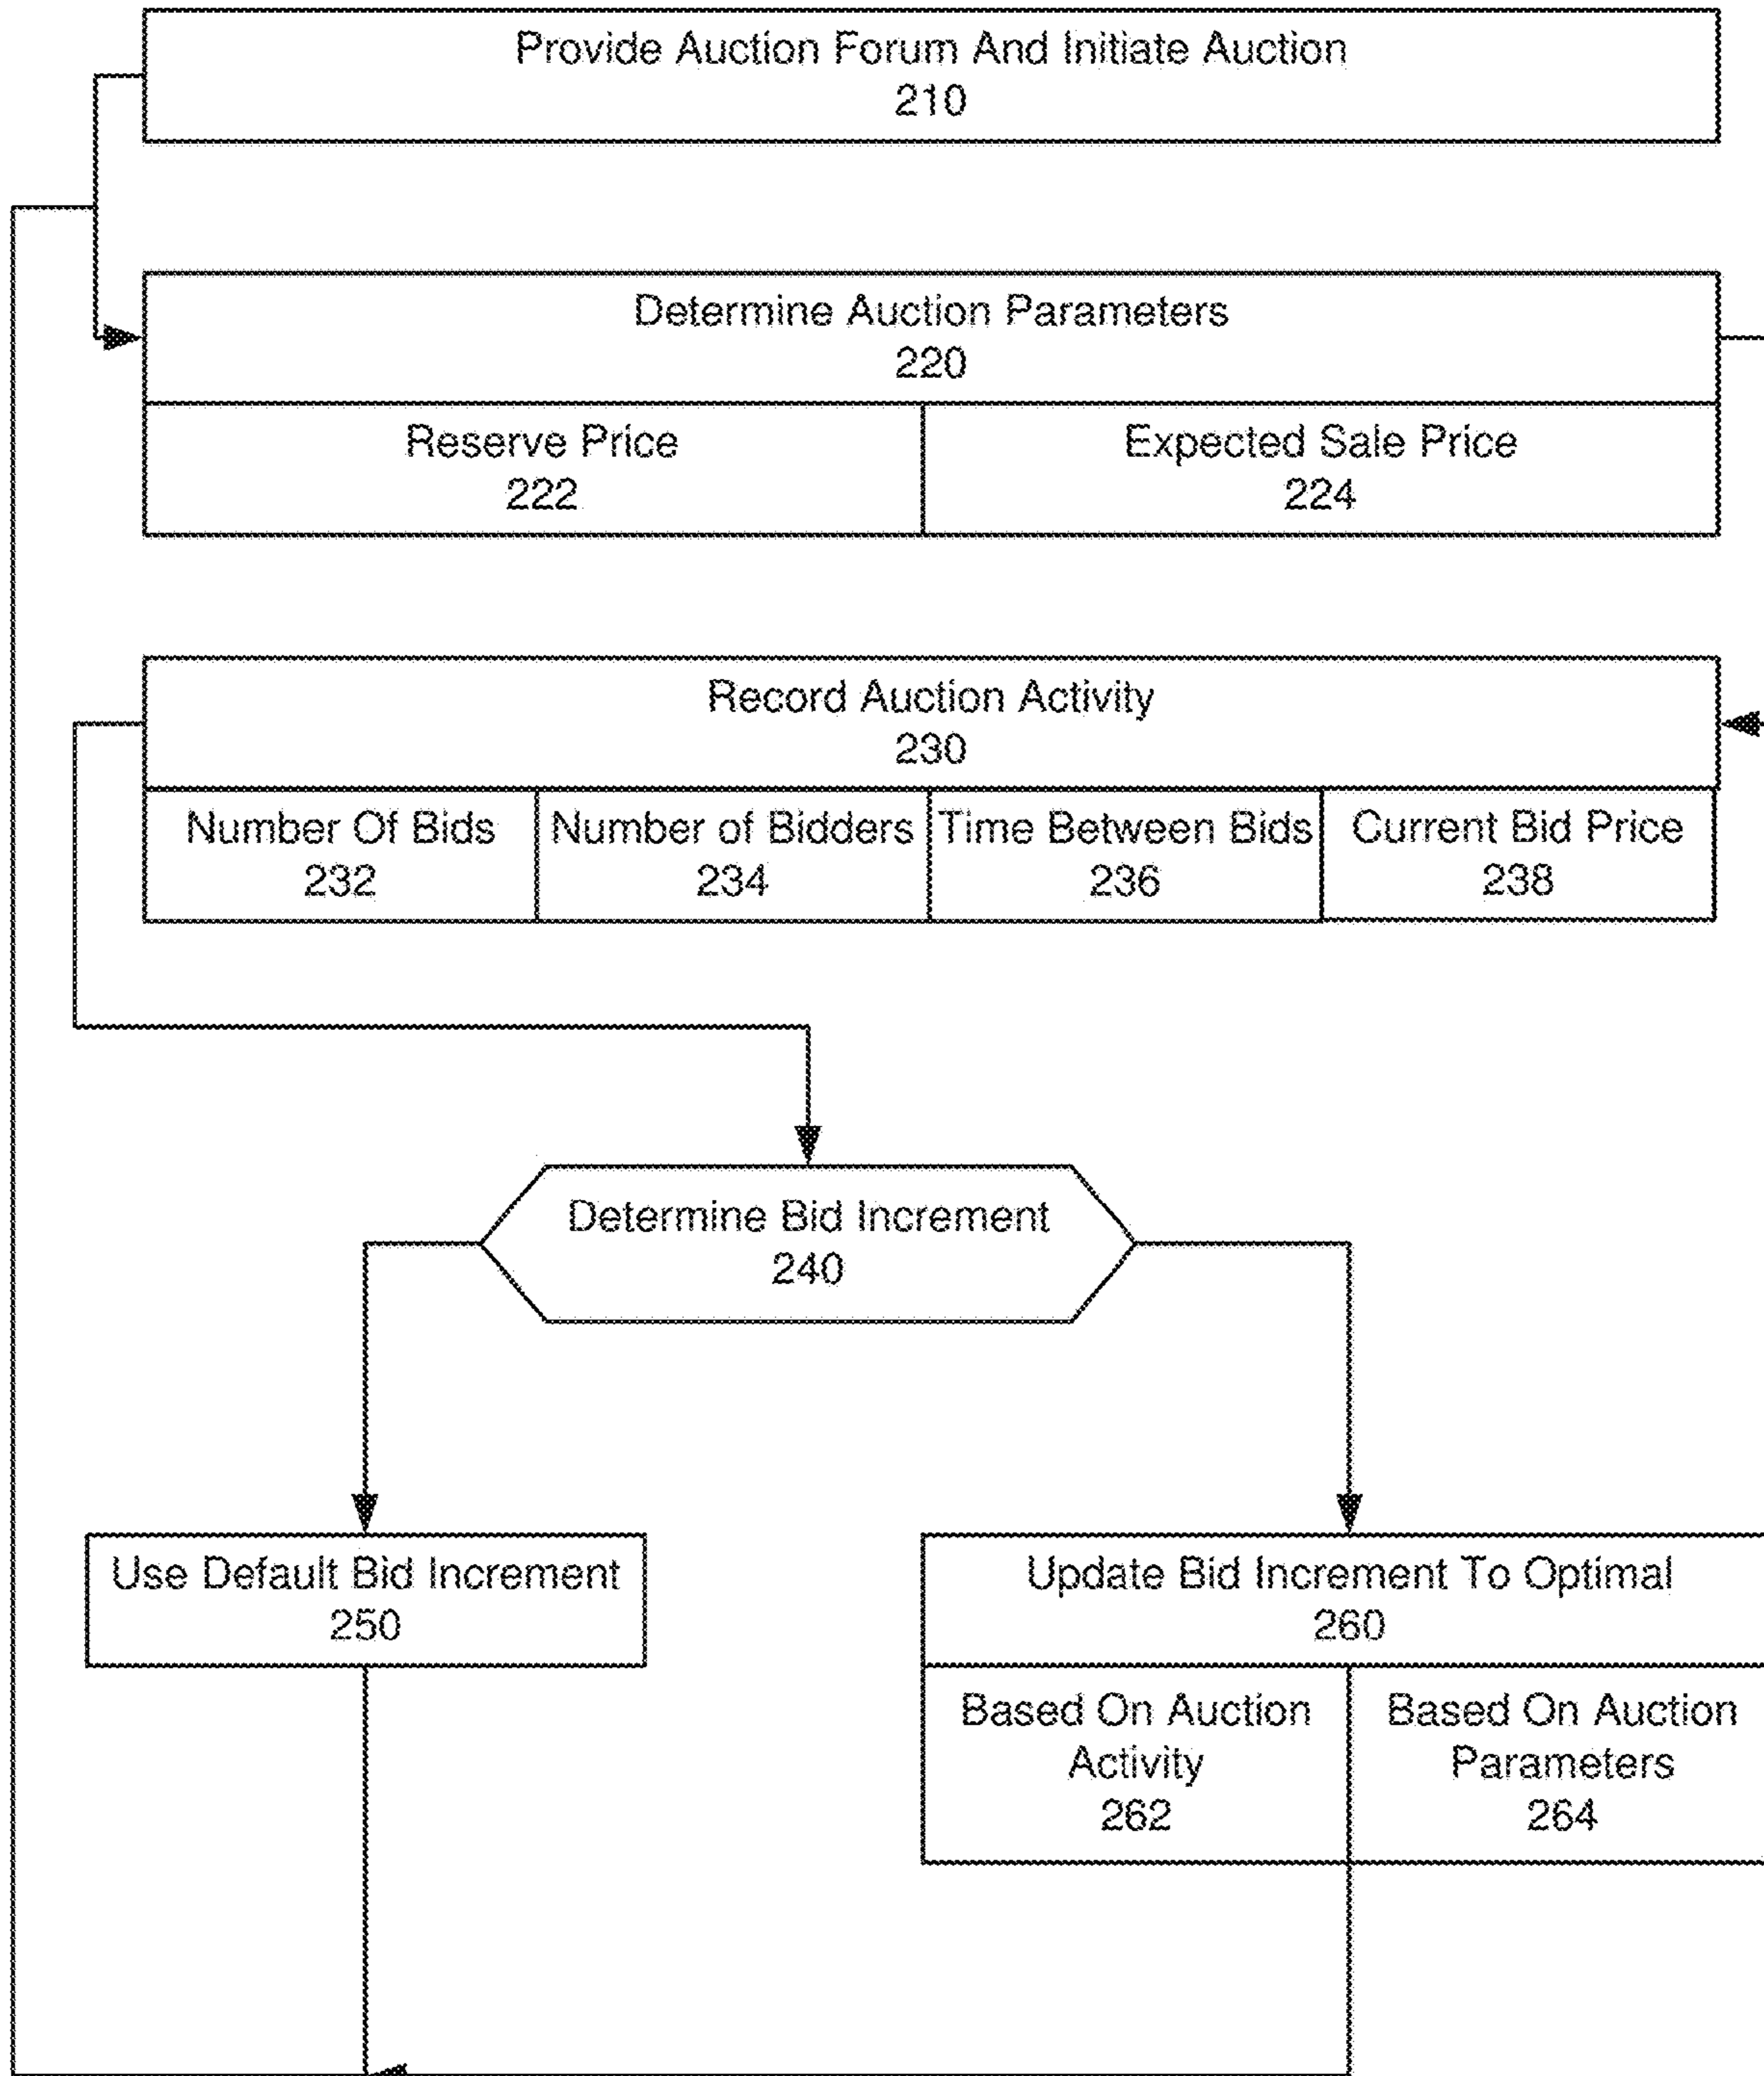 Provide Auction Forum And Initiate Auction
210
Determine Auction Parameters
220
Reserve Price
222
Expected Sale Price
224
Record Auction Activity
230
Number Of Bids
232
Number of Bidders
234
Time Between Bids
236
Current Bid Price
238
Determine Bid Increment
240
Use Default Bid Increment
250
Update Bid Increment To Optimal
260
Based On Auction
Activity
262
Based On Auction
Parameters
264